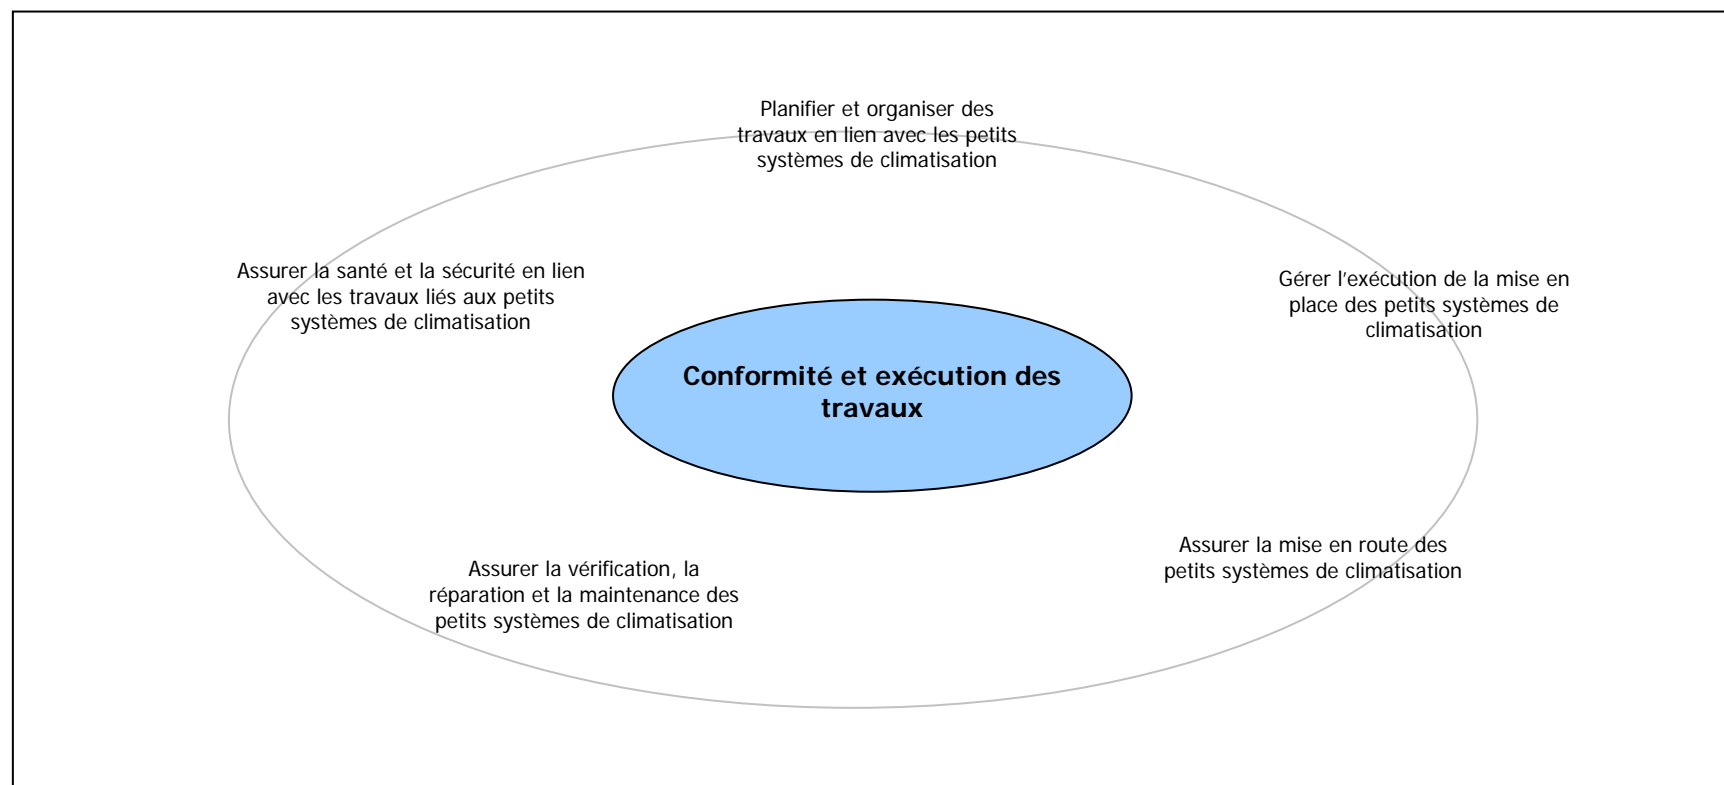 Planifier et organiser des
travaux en lien avec les petits
systèmes de climatisation
Assurer la santé et la sécurité en lien
avec les travaux liés aux petits
systèmes de climatisation
Gérer l'exécution de la mise en
place des petits systèmes de
climatisation
Conformité et exécution des
travaux
Assurer la mise en route des
petits systèmes de climatisation
Assurer la vérification, la
réparation et la maintenance des
petits systèmes de climatisation